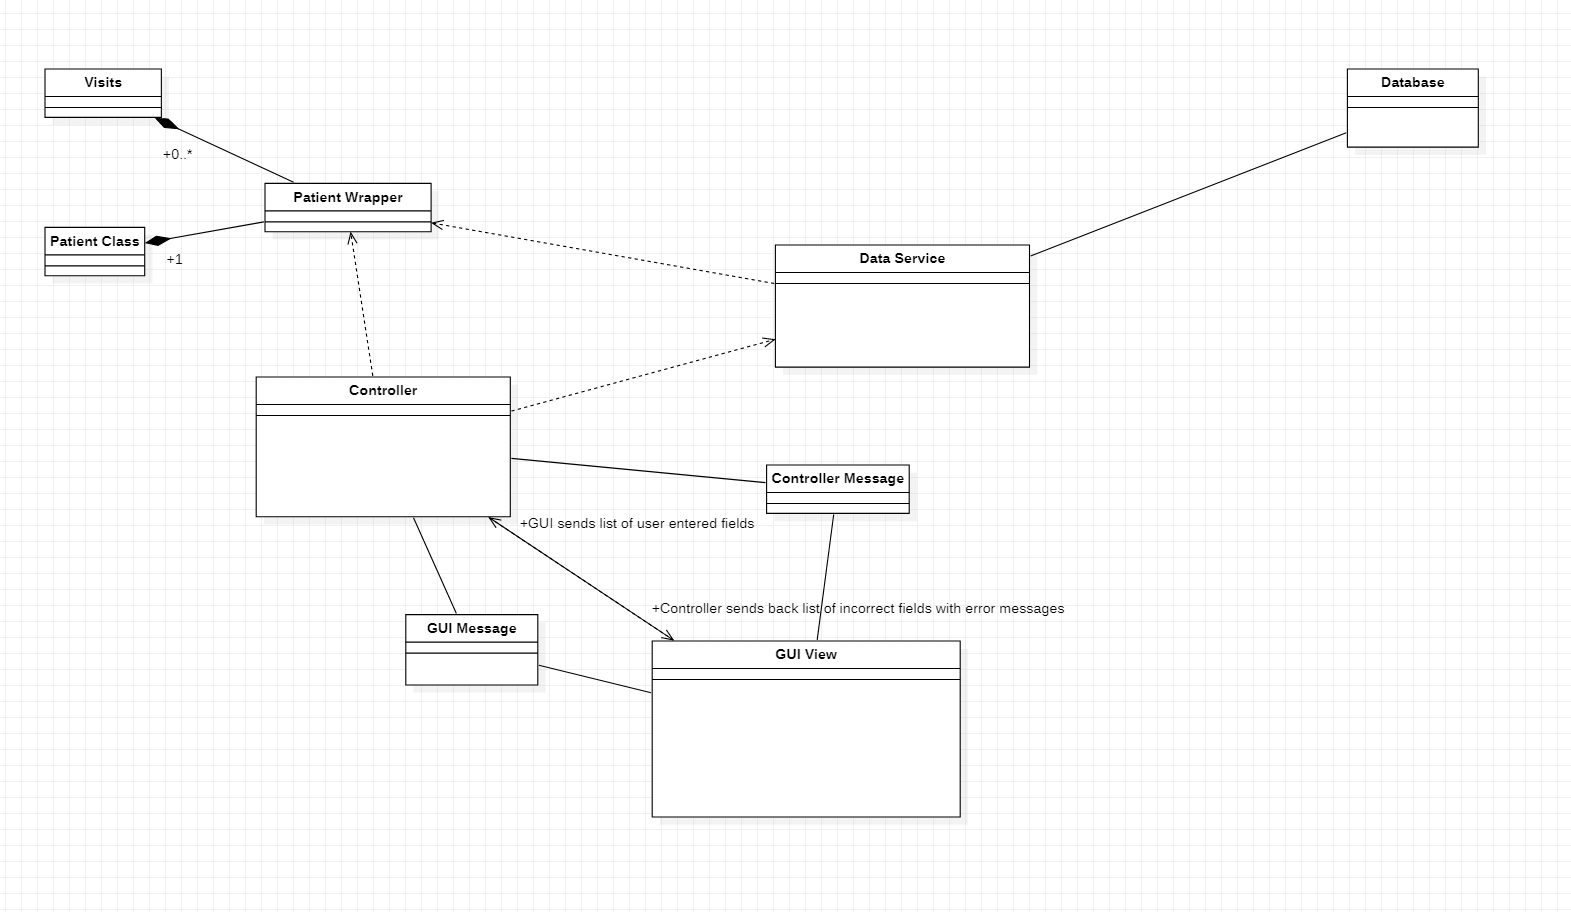 Visits
Database
+0..*
Patient Wrapper
Patient Class
+1
Data Service
Controller
Controller Message
+GUI sends list of user entered fields
+Controller sends back list of incorrect fields with error messages
GUI Message
GUI View